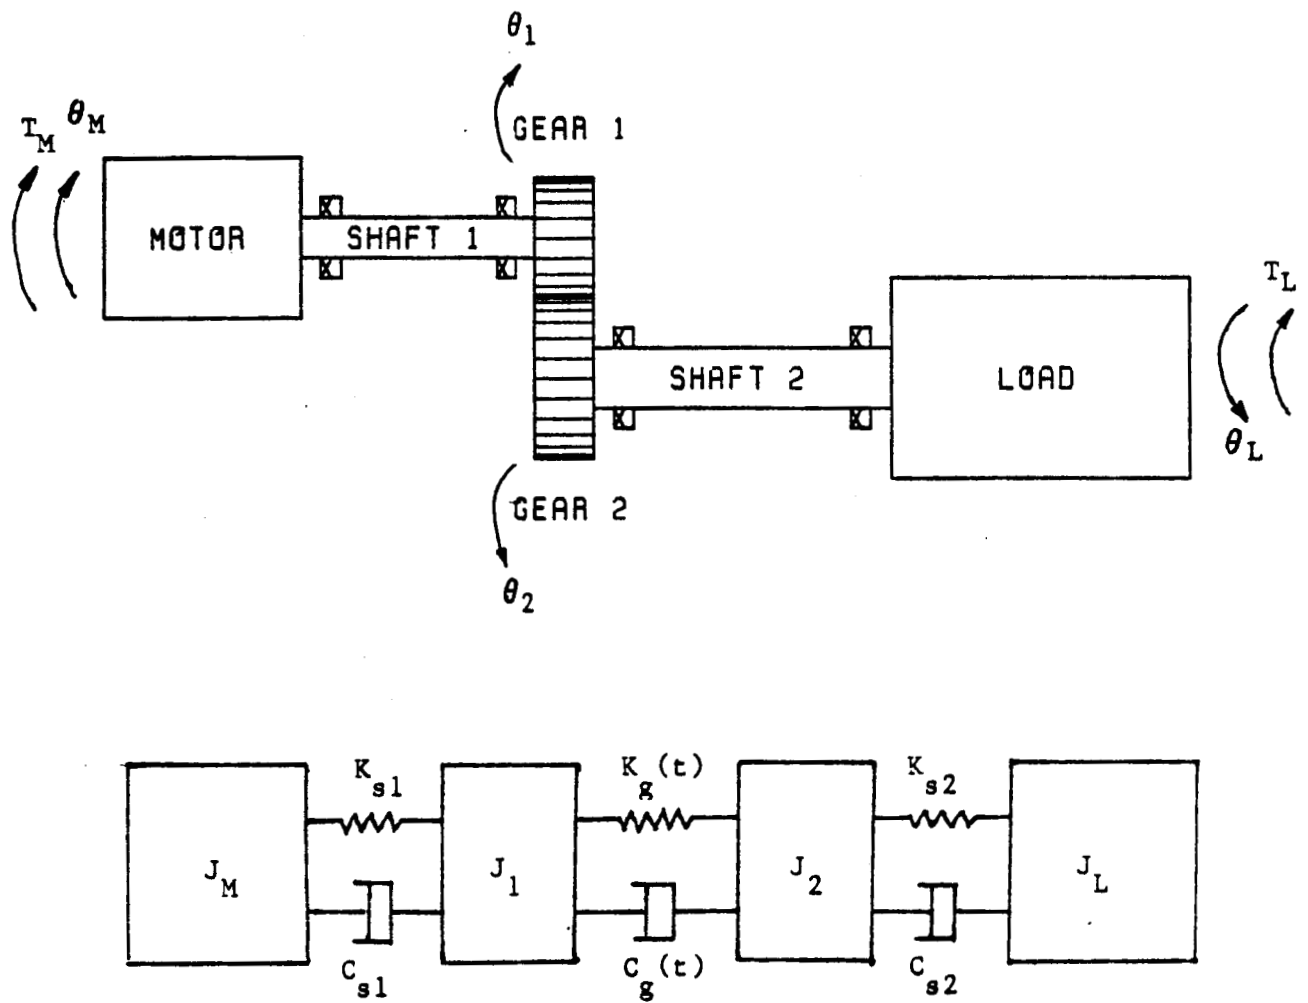 θ1
T_M θ_M
GEAR 1
MOTOR
SHAFT 1
T_L
SHAFT 2
LOAD
θ_L
GEAR 2
θ2
K_s1
K_g(t)
K_s2
J_M
J_1
J_2
J_L
C_s1
C_g(t)
C_s2